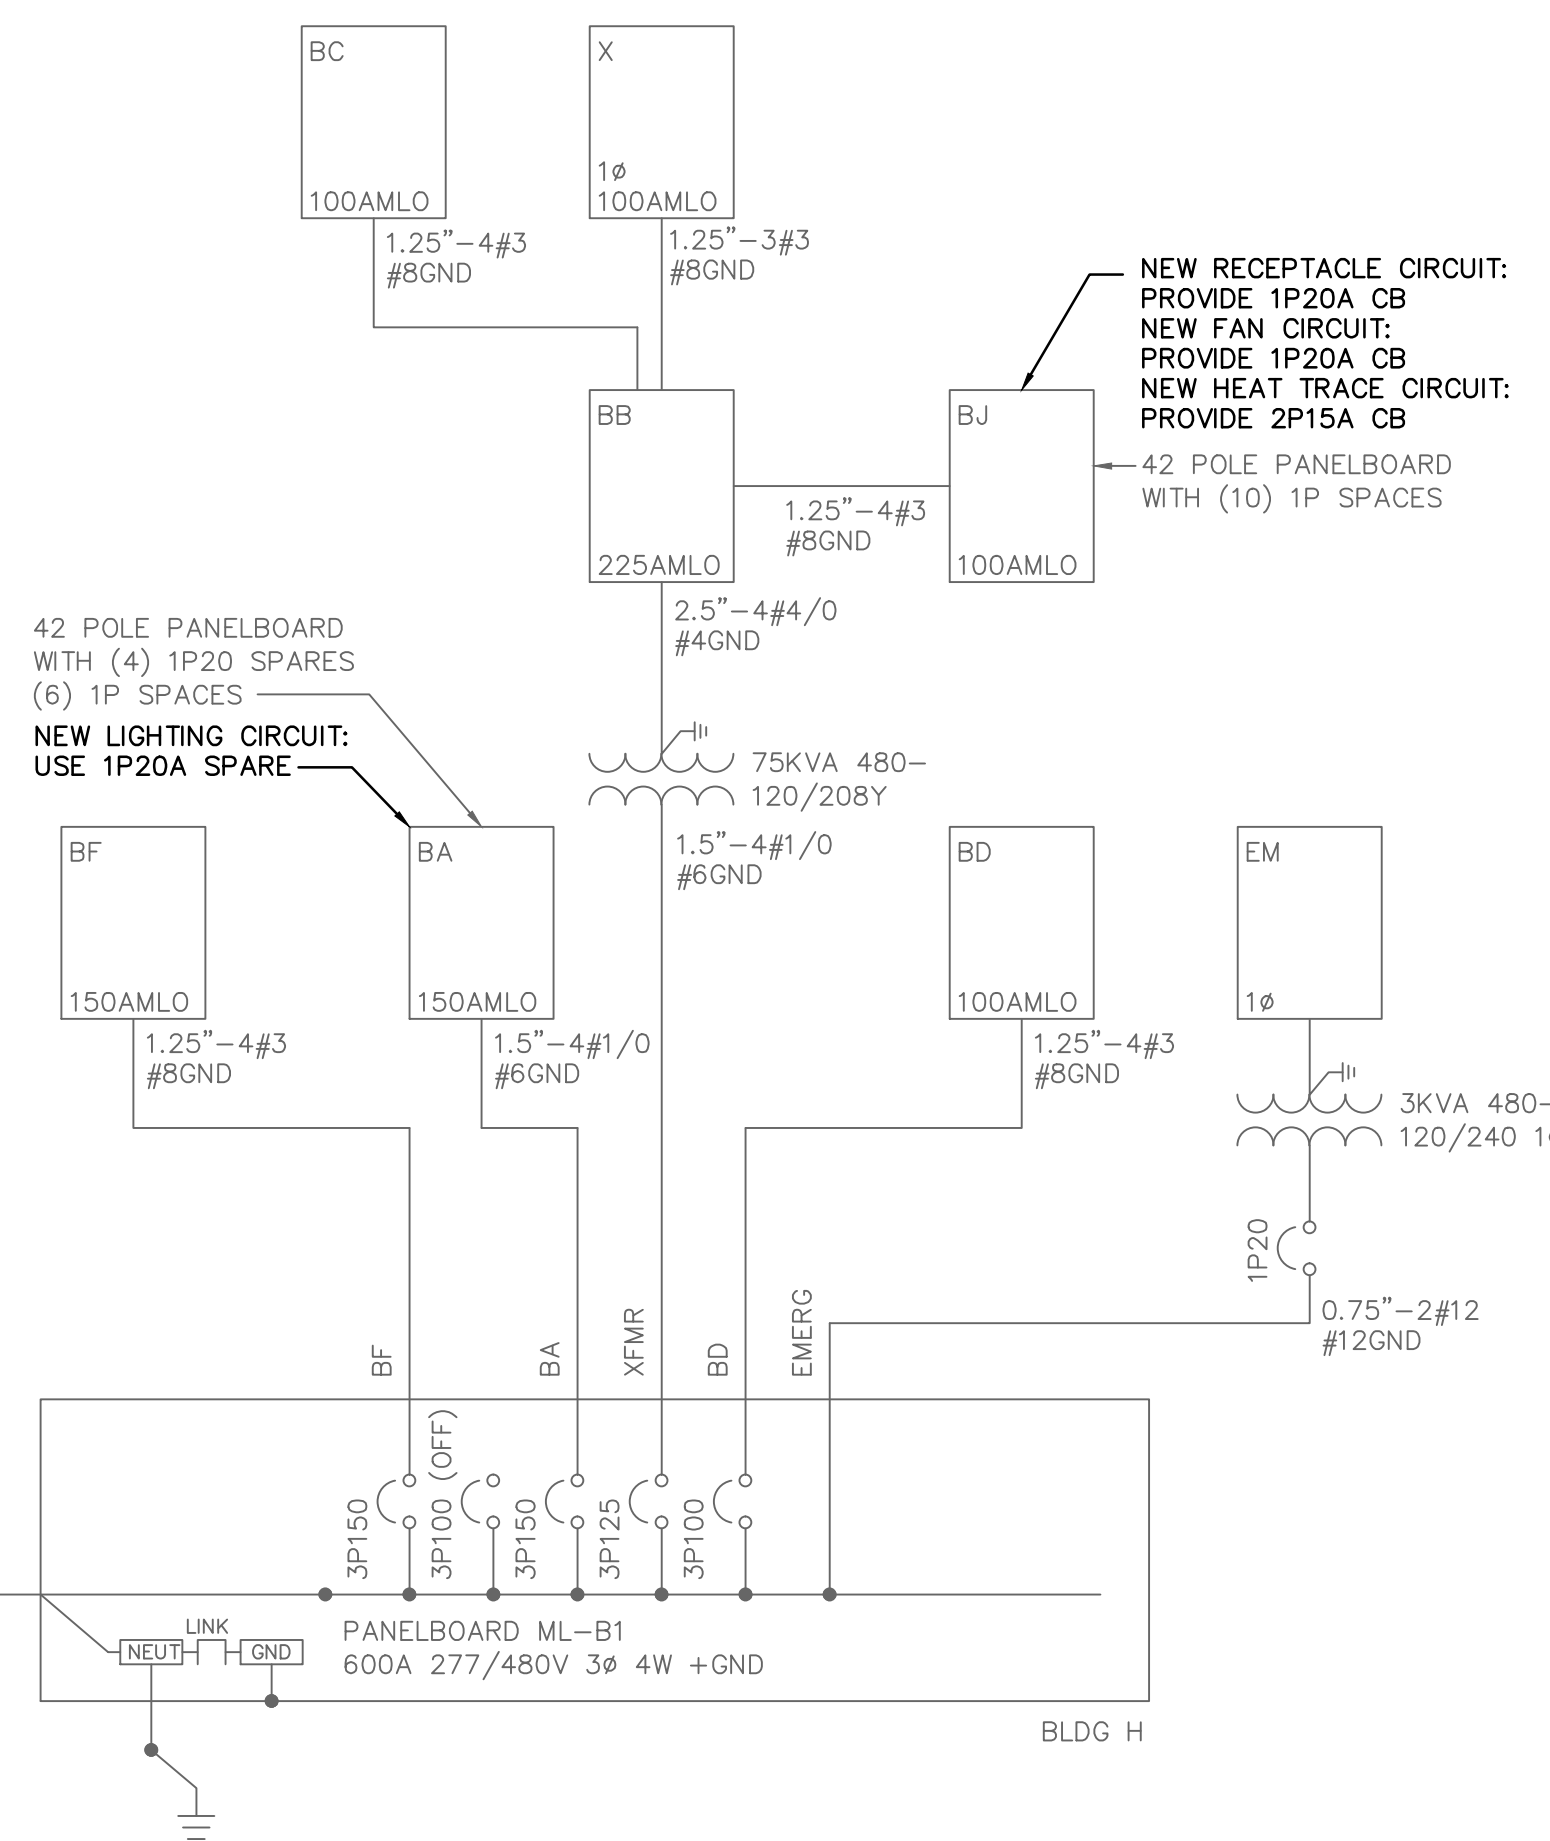 BC
100AMLO
1.25”-4#3
#8GND
X
1ø
100AMLO
1.25”-3#3
#8GND
NEW RECEPTACLE CIRCUIT:
PROVIDE 1P20A CB
NEW FAN CIRCUIT:
PROVIDE 1P20A CB
NEW HEAT TRACE CIRCUIT:
PROVIDE 2P15A CB
42 POLE PANELBOARD
WITH (10) 1P SPACES
BB
225AMLO
1.25”-4#3
#8GND
BJ
100AMLO
2.5”-4#4/0
#4GND
42 POLE PANELBOARD
WITH (4) 1P20 SPARES
(6) 1P SPACES
NEW LIGHTING CIRCUIT:
USE 1P20A SPARE
75KVA 480-
120/208Y
1.5”-4#1/0
#6GND
BF
150AMLO
1.25”-4#3
#8GND
BA
150AMLO
1.5”-4#1/0
#6GND
BD
100AMLO
1.25”-4#3
#8GND
EM
1ø
3KVA 480-
120/240
1P20
0.75”-2#12
#12GND
BF
BA
XFMR
BD
EMERG
3P150
3P100 (OFF)
3P150
3P125
3P100
LINK
NEUT
GND
PANELBOARD ML-B1
600A 277/480V 3ø 4W +GND
BLDG H